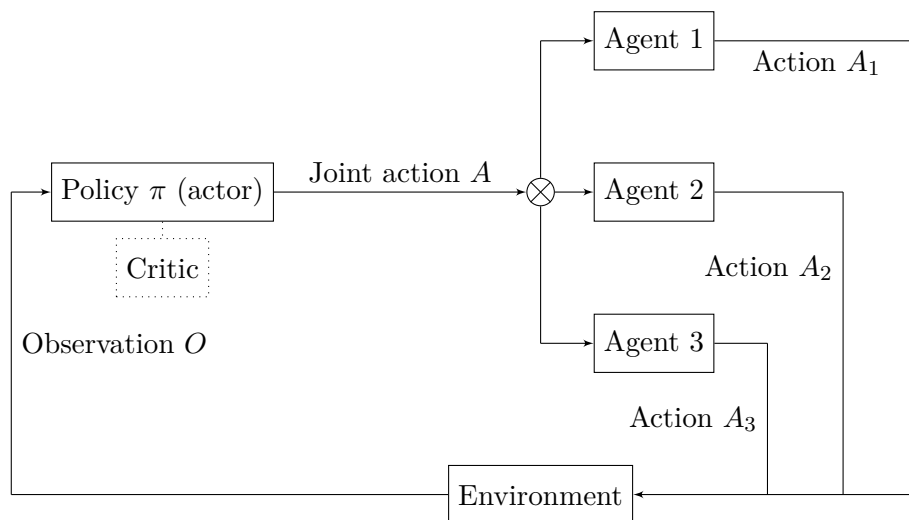 Agent 1
Action A₁
Policy π (actor)
Joint action A
Agent 2
Critic
Action A₂
Observation O
Agent 3
Action A₃
Environment